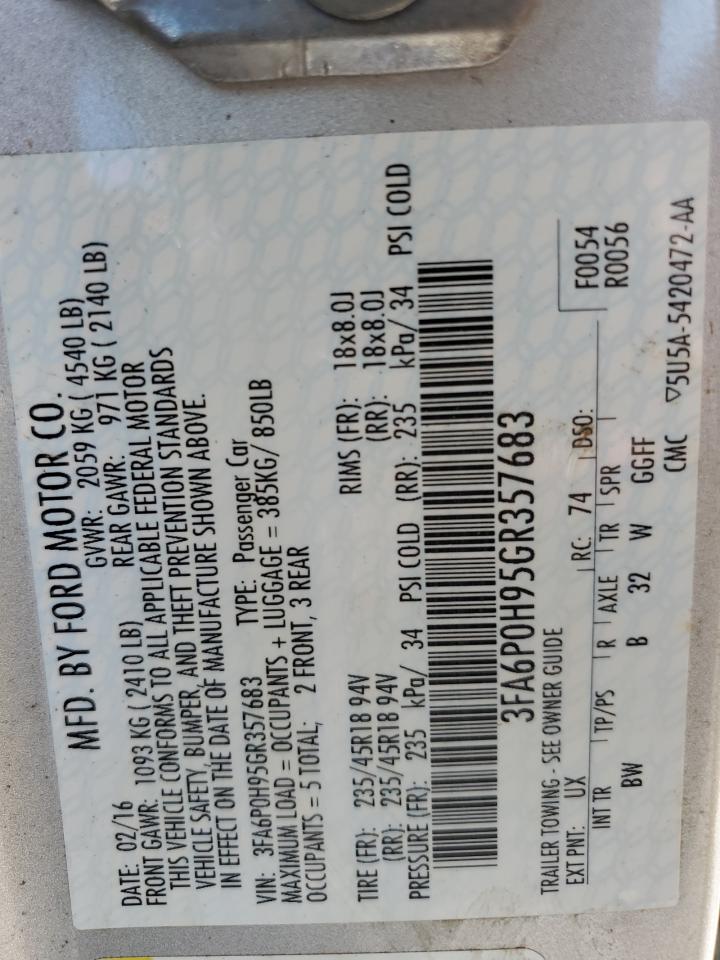 MFD. BY FORD MOTOR CO.
DATE: 02/16 GVWR: 2059 KG ( 4540 LB)
FRONT GAWR: 1093 KG ( 2410 LB) REAR GAWR: 971 KG ( 2140 LB)
THIS VEHICLE CONFORMS TO ALL APPLICABLE FEDERAL MOTOR
VEHICLE SAFETY, BUMPER, AND THEFT PREVENTION STANDARDS
IN EFFECT ON THE DATE OF MANUFACTURE SHOWN ABOVE.
VIN: 3FA6P0H95GR357683 TYPE: Passenger Car
MAXIMUM LOAD = OCCUPANTS + LUGGAGE = 385KG/ 850LB
OCCUPANTS = 5 TOTAL, 2 FRONT, 3 REAR
TIRE (FR): 235/45R18 94V RIMS (FR): 18x8.0J
(RR): 235/45R18 94V (RR): 18x8.0J
PRESSURE (FR): 235 kPa/ 34 PSI COLD (RR): 235 kPa/ 34 PSI COLD
3FA6P0H95GR357683
TRAILER TOWING - SEE OWNER GUIDE
EXT PNT: UX RC: 74 DSO: F0054
INT TR TP/PS R AXLE TR SPR R0056
BW B 32 W GGFF
CMC ▽5U5A-5420472-AA